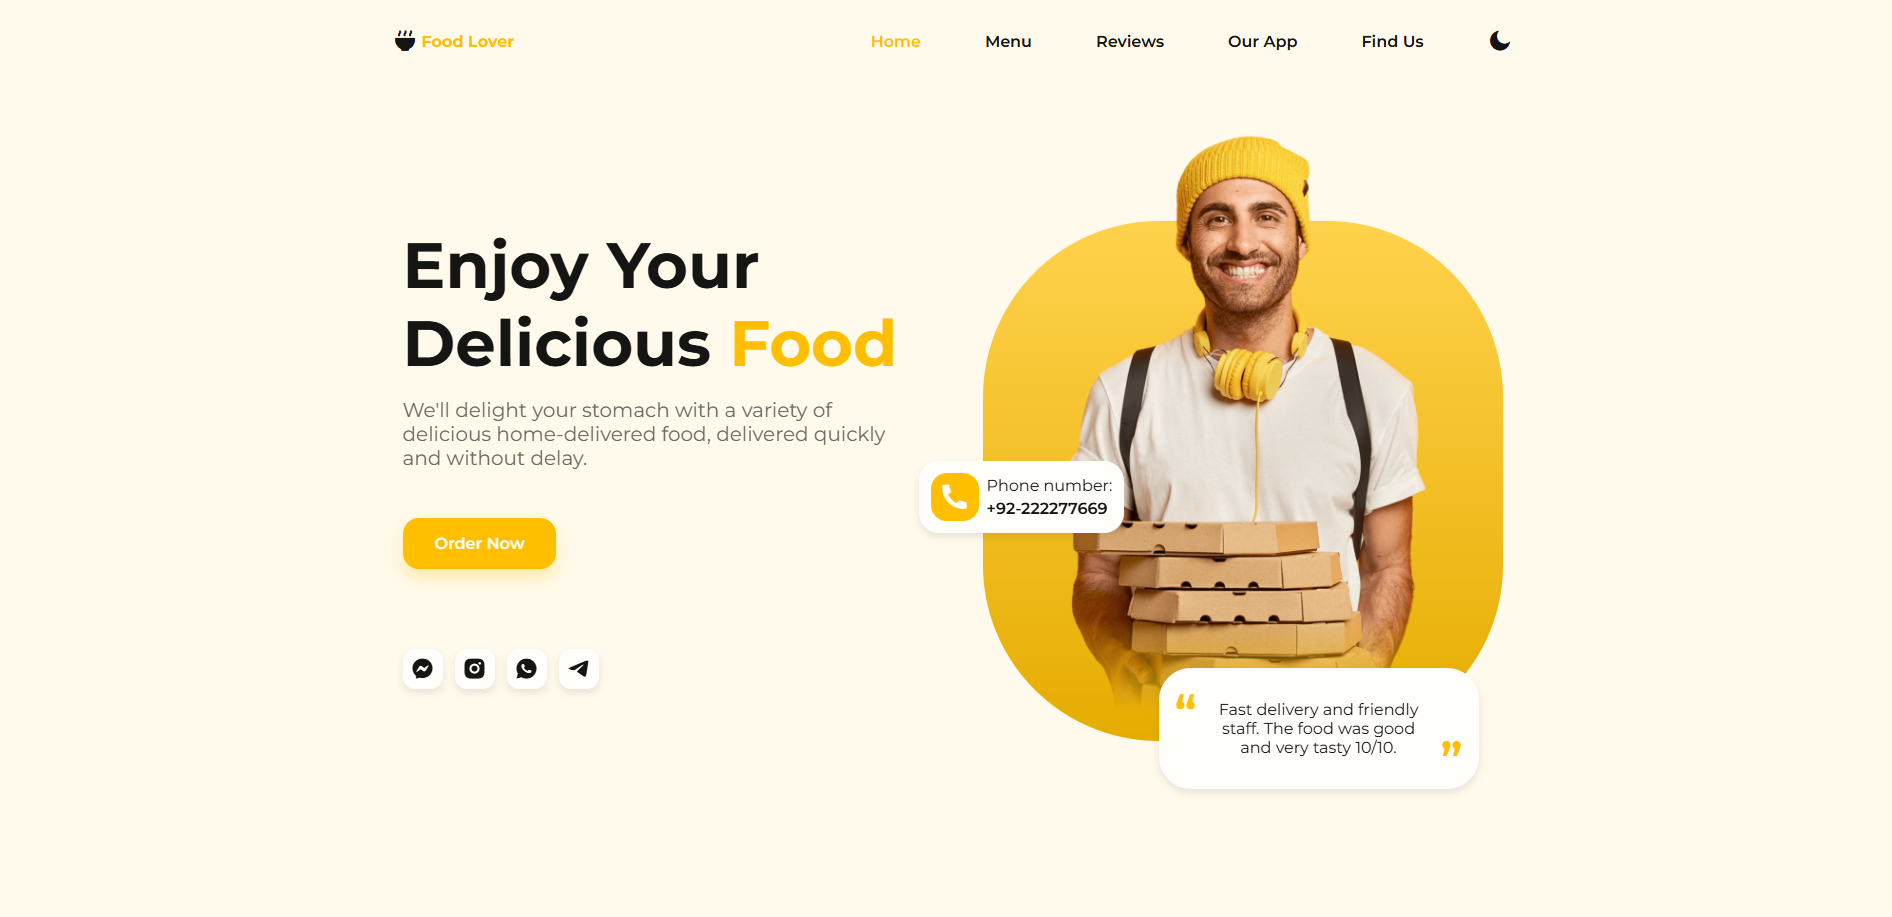 Food Lover
Home
Menu
Reviews
Our App
Find Us
Enjoy Your
Delicious Food
We'll delight your stomach with a variety of
delicious home-delivered food, delivered quickly
and without delay.
Phone number:
+92-222277669
Order Now
“ Fast delivery and friendly
staff. The food was good
and very tasty 10/10. ”